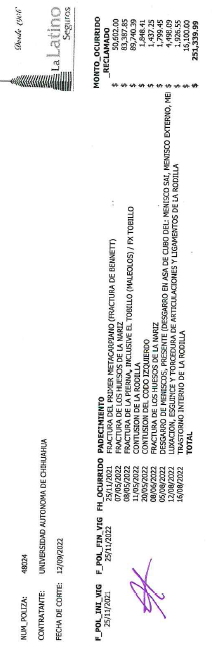 Desde 1906
La Latino
Seguros
NUM_POLIZA: 48024
CONTRATANTE: UNIVERSIDAD AUTONOMA DE CHIHUAHUA
FECHA DE CORTE: 12/09/2022
F_POL_INI_VIG F_POL_FIN_VIG FH_OCURRIDO PADECIMIENTO MONTO_OCURRIDO_RECLAMADO
25/11/2021 25/11/2022 25/11/2021 FRACTURA DEL PRIMER METACARPIANO (FRACTURA DE BENNETT) $ 50,602.00
07/05/2022 FRACTURA DE LOS HUESOS DE LA NARIZ $ 83,387.85
08/05/2022 FRACTURA DE LA PIERNA, INCLUSIVE EL TOBILLO (MALEOLOS) / FX TOBILLO $ 89,740.39
11/05/2022 CONTUSION DE LA RODILLA $ 1,848.41
20/05/2022 CONTUSION DEL CODO IZQUIERDO $ 1,437.25
08/06/2022 FRACTURA DE LOS HUESOS DE LA NARIZ $ 1,799.45
05/06/2022 DESGARRO DE MENISCOS, PRESENTE (DESGARRO EN ASA DE CUBO DEL: MENISCO SAI, MENISCO EXTERNO, ME $ 4,498.09
12/08/2022 LUXACION, ESGUINCE Y TORCEDURA DE ARTICULACIONES Y LIGAMENTOS DE LA RODILLA $ 1,926.55
16/08/2022 TRASTORNO INTERNO DE LA RODILLA $ 16,100.00
TOTAL $ 251,339.99